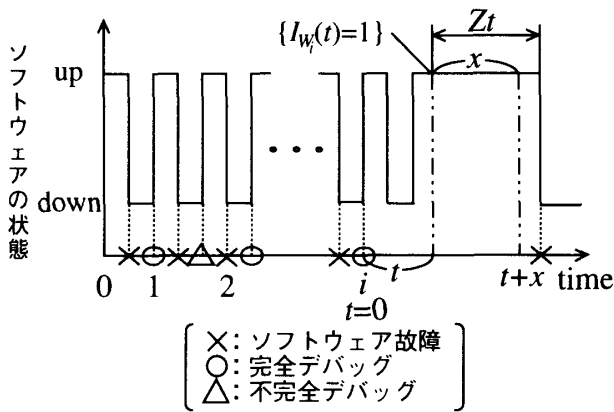 {I_{W_i}(t)=1}
Zt
x
up
down
ソフトウェアの状態
0 1 2 i t t+x time
t=0
×: ソフトウェア故障
○: 完全デバッグ
△: 不完全デバッグ